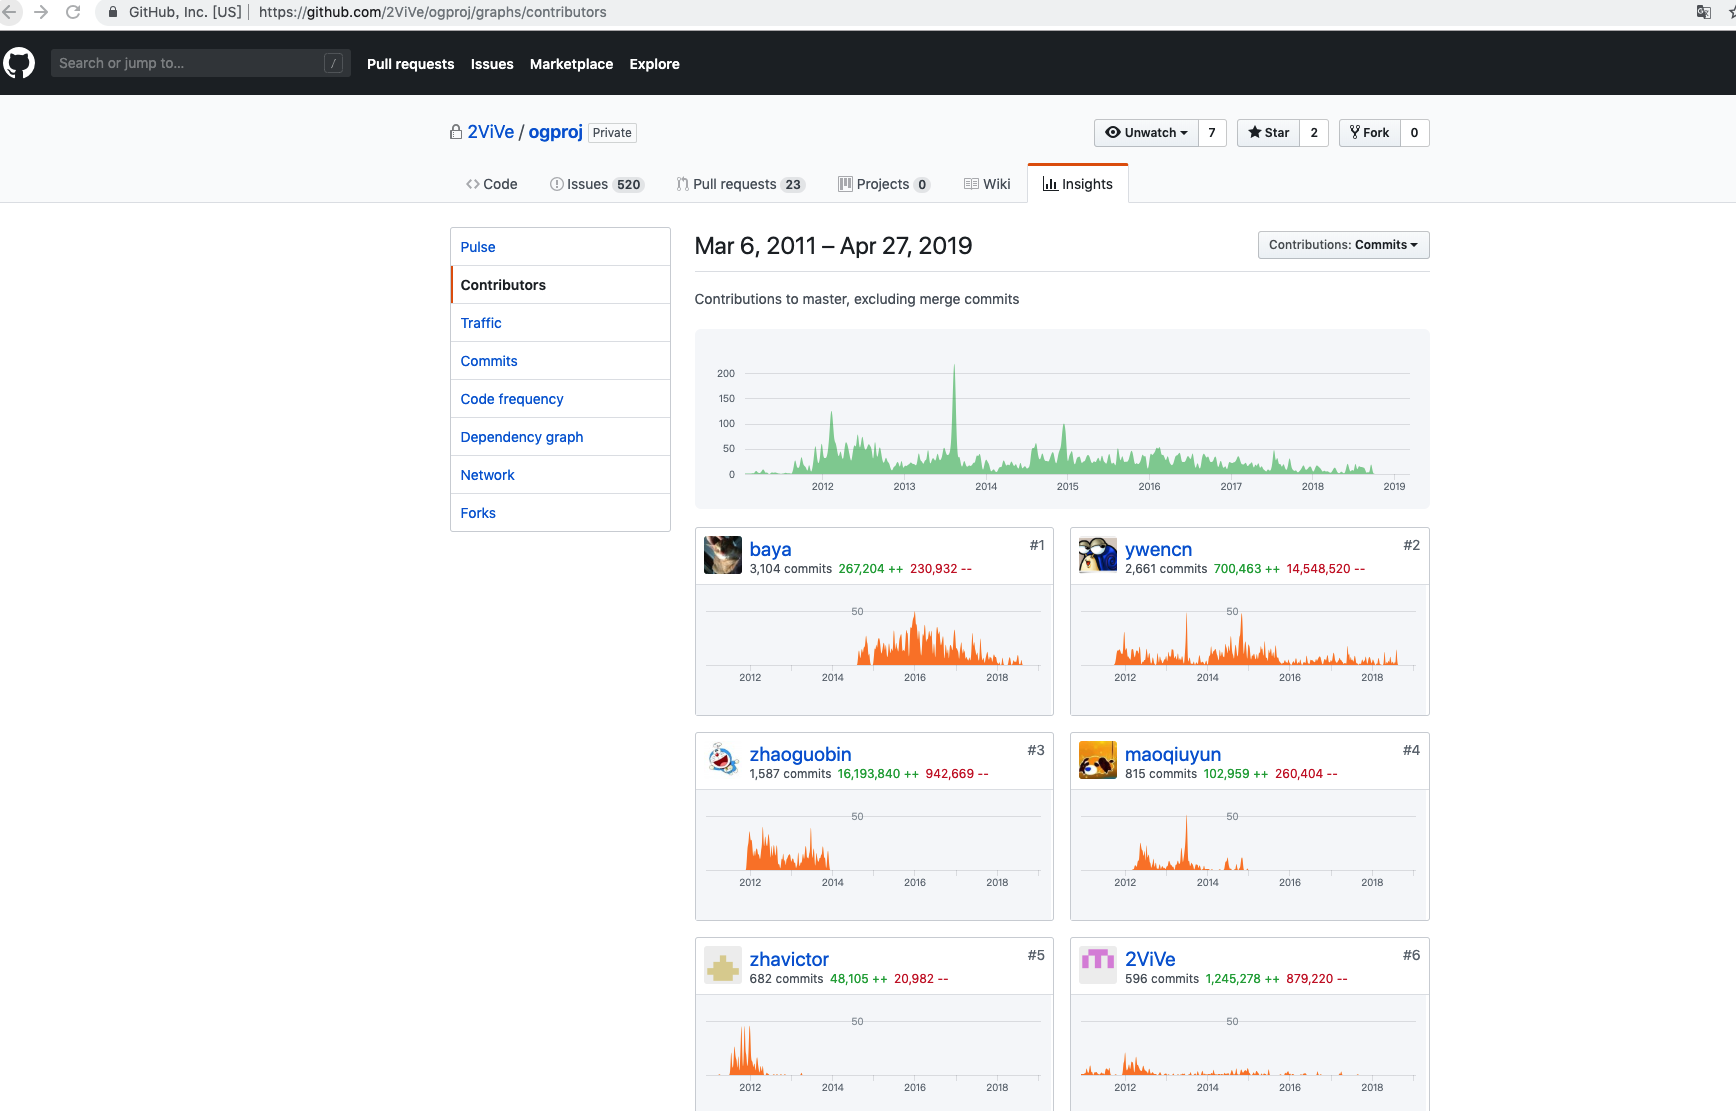 GitHub, Inc. [US] | https://github.com/2ViVe/ogproj/graphs/contributors
Search or jump to... /
Pull requests Issues Marketplace Explore
2ViVe / ogproj Private
Unwatch 7 Star 2 Fork 0
Code Issues 520 Pull requests 23 Projects 0 Wiki Insights
Pulse
Contributors
Traffic
Commits
Code frequency
Dependency graph
Network
Forks
Mar 6, 2011 – Apr 27, 2019
Contributions: Commits
Contributions to master, excluding merge commits
200
150
100
50
0
2012 2013 2014 2015 2016 2017 2018 2019
baya #1
3,104 commits 267,204 ++ 230,932 --
50
2012 2014 2016 2018
ywencn #2
2,661 commits 700,463 ++ 14,548,520 --
50
2012 2014 2016 2018
zhaoguobin #3
1,587 commits 16,193,840 ++ 942,669 --
50
2012 2014 2016 2018
maoqiuyun #4
815 commits 102,959 ++ 260,404 --
50
2012 2014 2016 2018
zhavictor #5
682 commits 48,105 ++ 20,982 --
50
2012 2014 2016 2018
2ViVe #6
596 commits 1,245,278 ++ 879,220 --
50
2012 2014 2016 2018